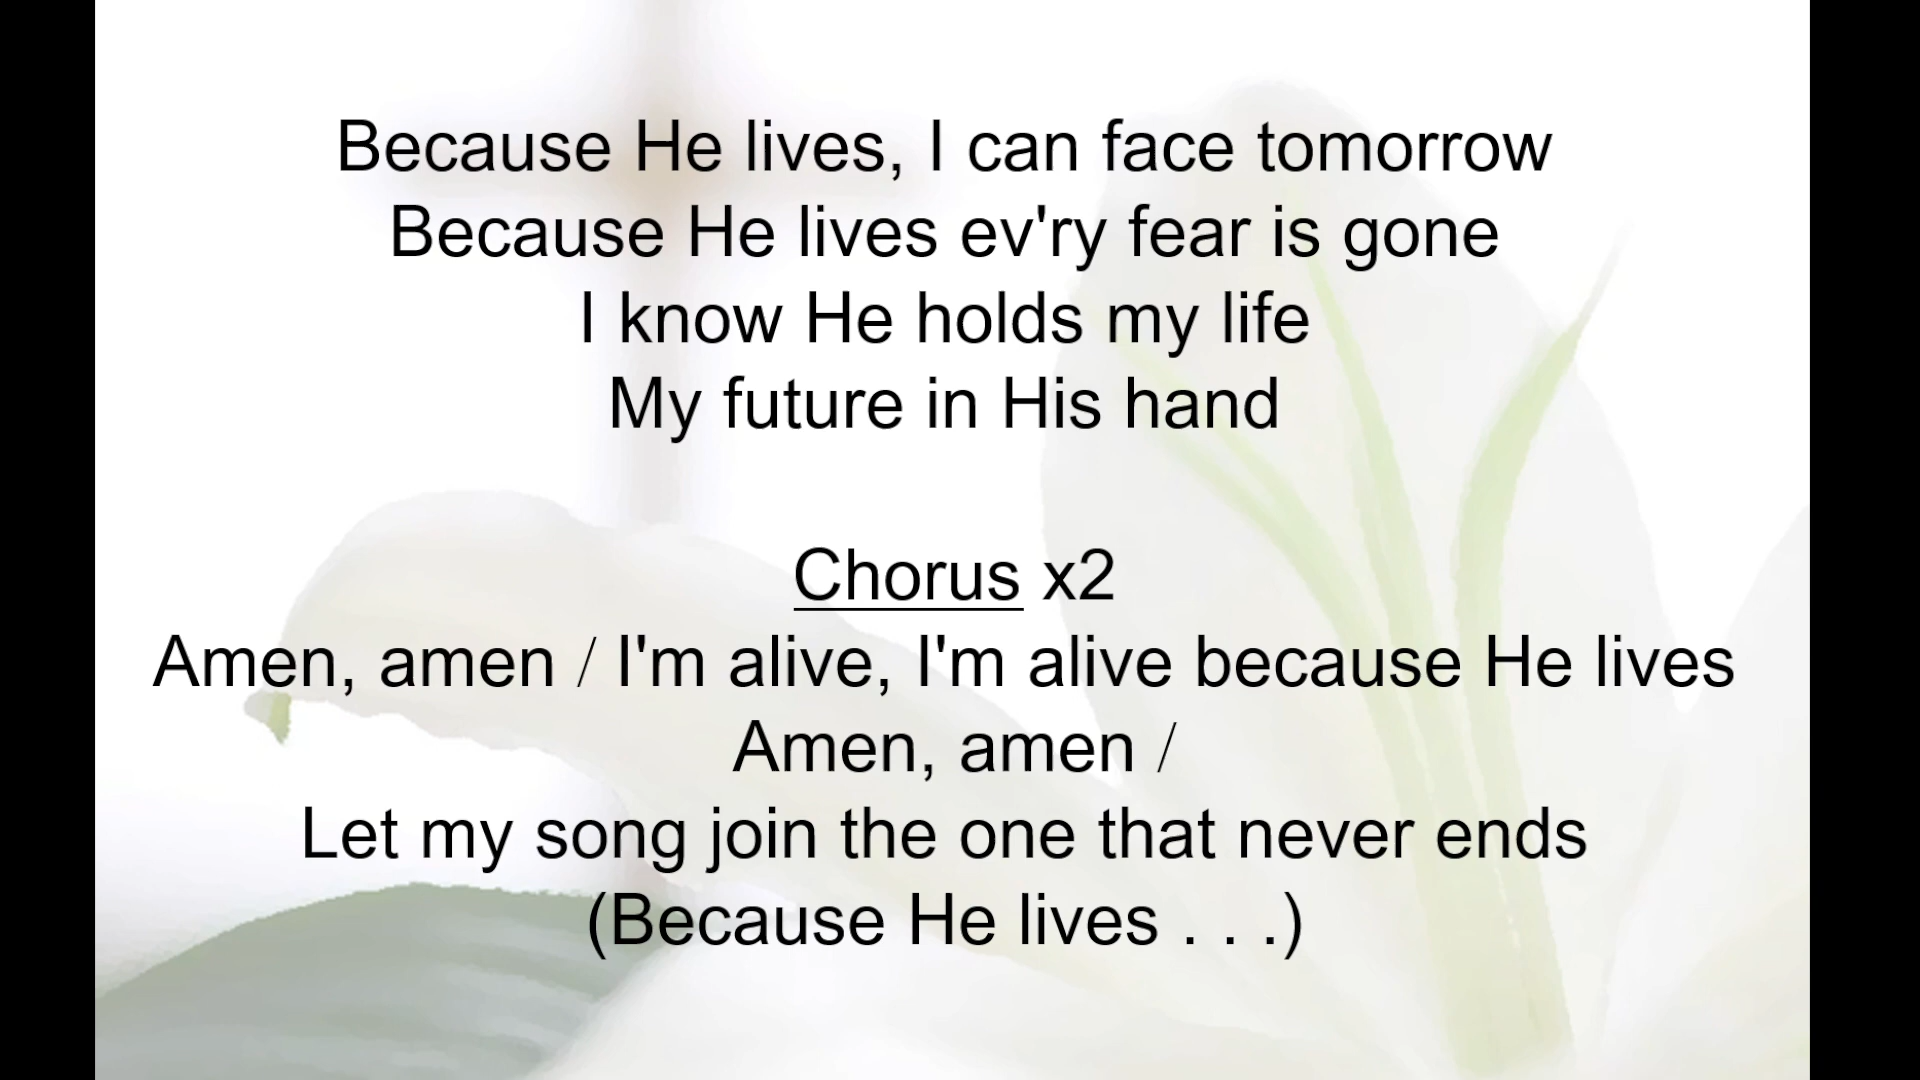 Because He lives, I can face tomorrow
Because He lives ev'ry fear is gone
I know He holds my life
My future in His hand
Chorus x2
Amen, amen / I'm alive, I'm alive because He lives
Amen, amen /
Let my song join the one that never ends
(Because He lives . . .)